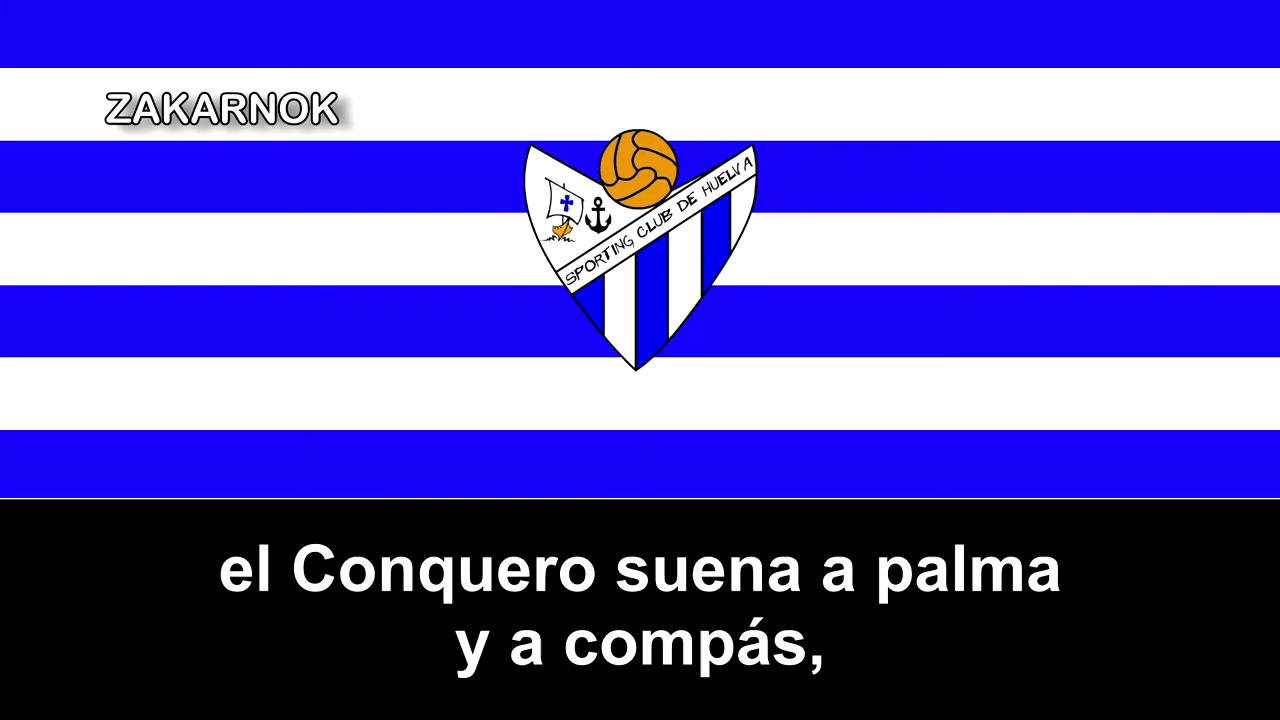 ZAKARNOK
SPORTING CLUB DE HUELVA
el Conquero suena a palma
y a compás,